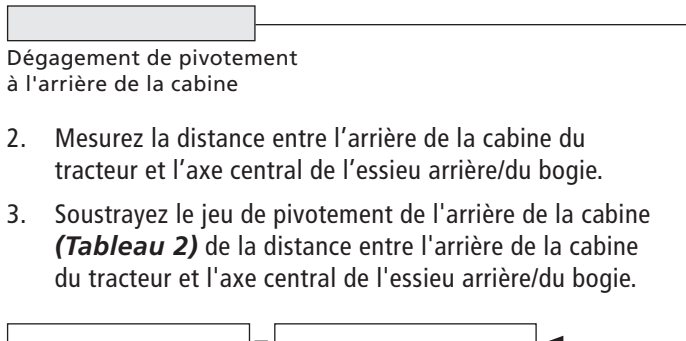 Dégagement de pivotement
à l'arrière de la cabine
2. Mesurez la distance entre l’arrière de la cabine du
tracteur et l’axe central de l’essieu arrière/du bogie.
3. Soustrayez le jeu de pivotement de l'arrière de la cabine
(Tableau 2) de la distance entre l'arrière de la cabine
du tracteur et l'axe central de l'essieu arrière/du bogie.